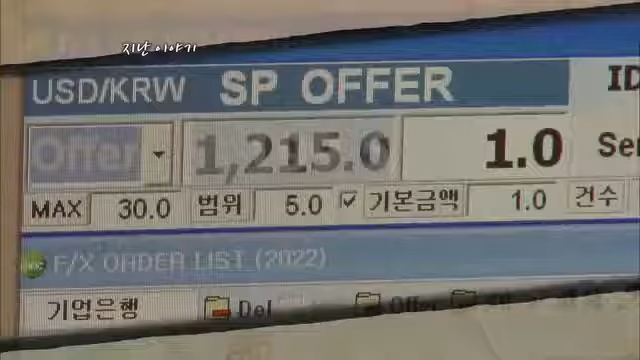 지난 이야기
USD/KRW SP OFFER ID
Offer 1,215.0 1.0 Ser
MAX 30.0 범위 5.0 기본금액 1.0 건수
F/X ORDER LIST (2022)
기업은행 Del Offer